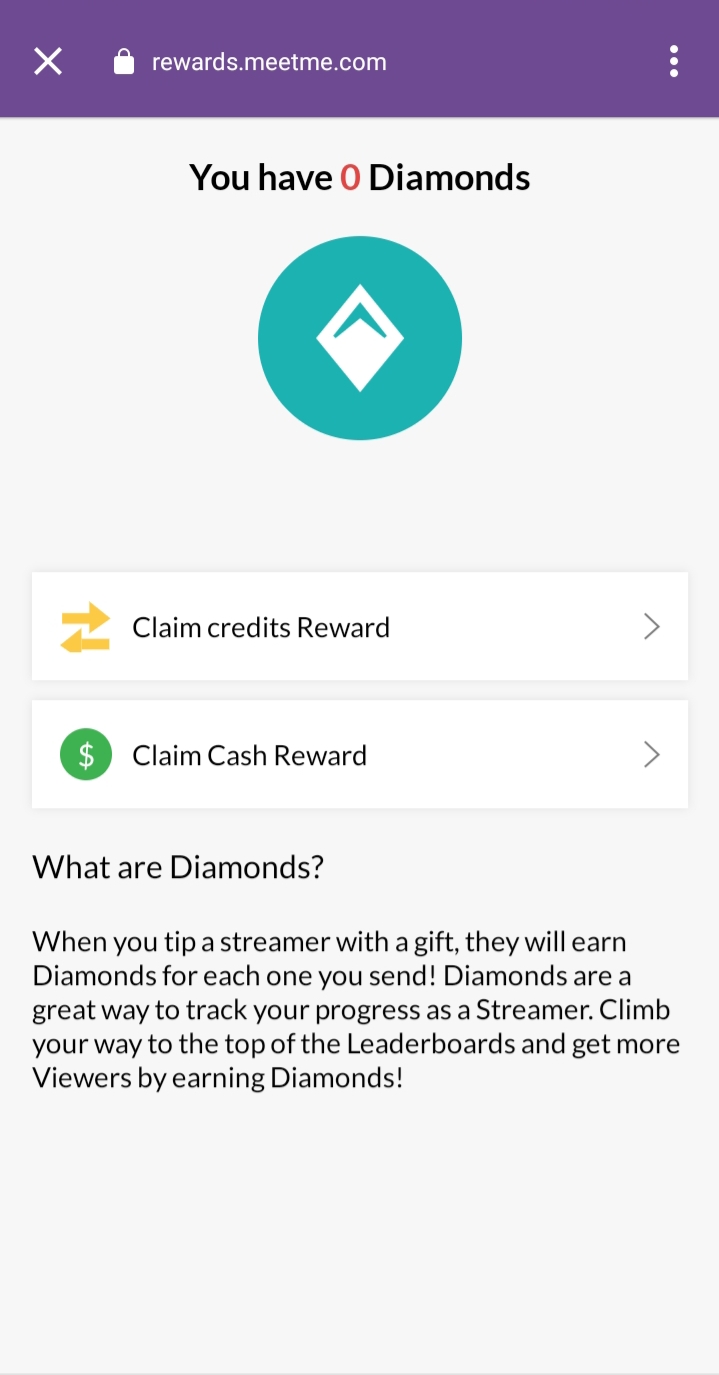 rewards.meetme.com
You have 0 Diamonds
Claim credits Reward
$
Claim Cash Reward
What are Diamonds?
When you tip a streamer with a gift, they will earn
Diamonds for each one you send! Diamonds are a
great way to track your progress as a Streamer. Climb
your way to the top of the Leaderboards and get more
Viewers by earning Diamonds!